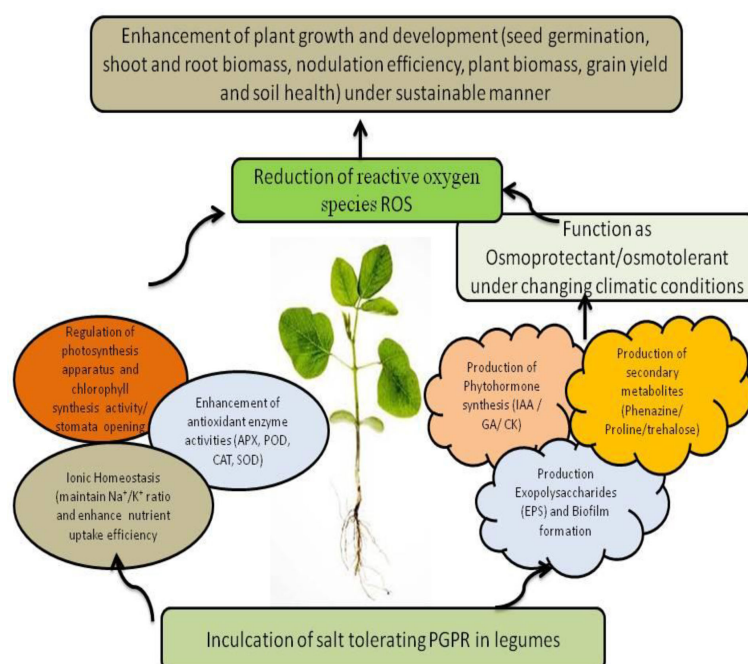 Enhancement of plant growth and development (seed germination,
shoot and root biomass, nodulation efficiency, plant biomass, grain yield
and soil health) under sustainable manner
Reduction of reactive oxygen
species ROS
Function as
Osmoprotectant/osmotolerant
under changing climatic conditions
Regulation of
photosynthesis
apparatus and
chlorophyll
synthesis activity/
stomata opening
Enhancement of
antioxidant enzyme
activities (APX, POD,
CAT, SOD)
Ionic Homeostasis
(maintain Na⁺/K⁺ ratio
and enhance nutrient
uptake efficiency
Production of
Phytohormone
synthesis (IAA /
GA/ CK)
Production of
secondary
metabolites
(Phenazine/
Proline/trehalose)
Production
Exopolysaccharides
(EPS) and Biofilm
formation
Inculcation of salt tolerating PGPR in legumes